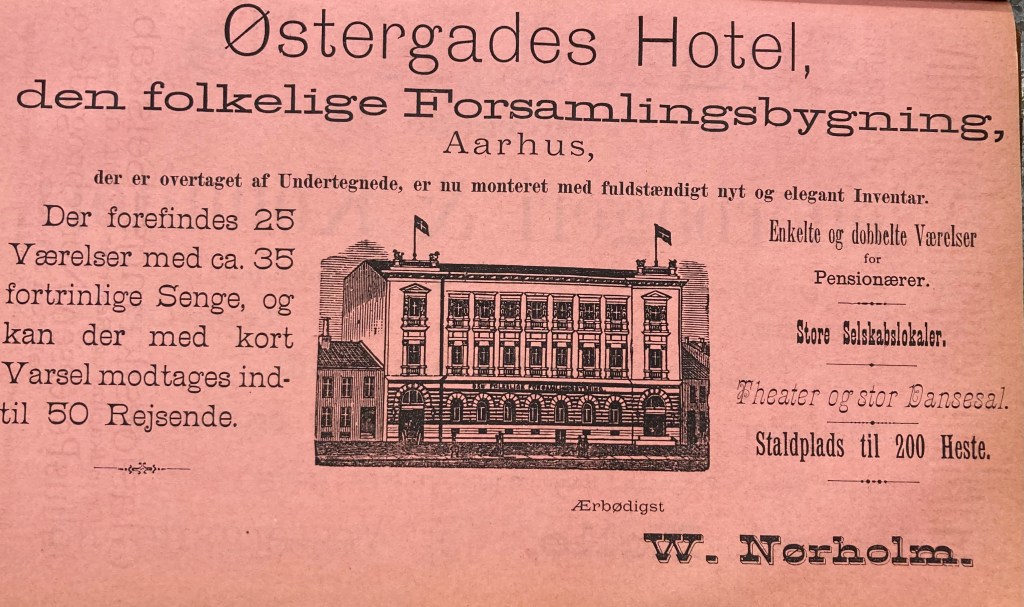 Østergades Hotel,
den folkelige Forsamlingsbygning,
Aarhus,
der er overtaget af Undertegnede, er nu monteret med fuldstændigt nyt og elegant Inventar.
Der forefindes 25
Værelser med ca. 35
fortrinlige Senge, og
kan der med kort
Varsel modtages ind-
til 50 Rejsende.
DEN FOLKELIGE FORSAMLINGSBYGNING
Enkelte og dobbelte Værelser
for
Pensionærer.
Store Selskabslokaler.
Theater og stor Dansesal.
Staldplads til 200 Heste.
Ærbødigst
W. Nørholm.